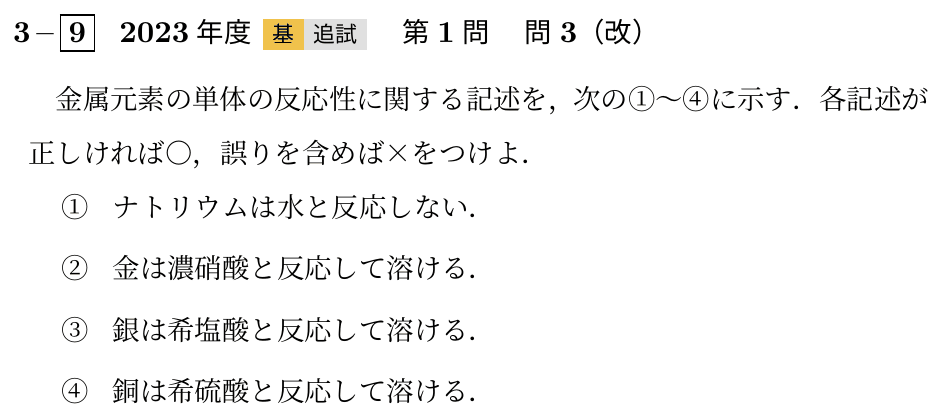 3-9 2023年度 基 追試 第1問 問3（改）
金属元素の単体の反応性に関する記述を，次の①〜④に示す．各記述が
正しければ○，誤りを含めば×をつけよ．
① ナトリウムは水と反応しない．
② 金は濃硝酸と反応して溶ける．
③ 銀は希塩酸と反応して溶ける．
④ 銅は希硫酸と反応して溶ける．